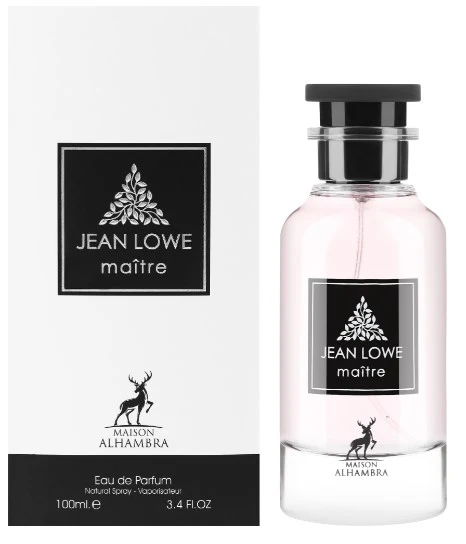 JEAN LOWE
maître
MAISON
ALHAMBRA
Eau de Parfum
Natural Spray - Vaporisateur
100ml.℮
3.4 Fl.OZ
JEAN LOWE
maître
MAISON
ALHAMBRA